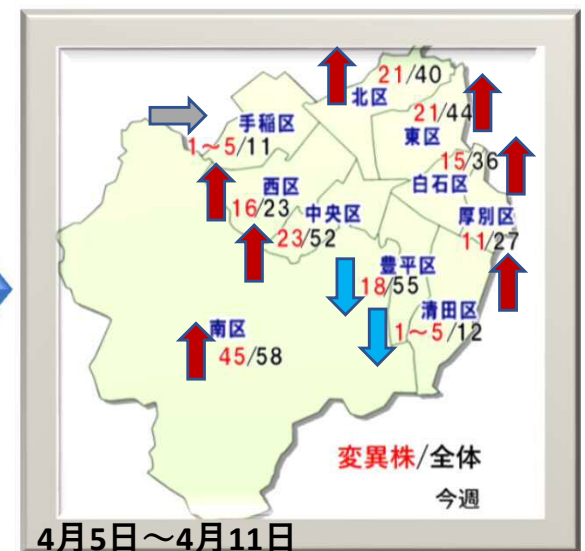 21/40
北区
21/44
東区
手稲区
1～5/11
15/36
白石区
西区
16/23
中央区
23/52
厚別区
11/27
豊平区
18/55
清田区
1～5/12
南区
45/58
変異株/全体
今週
4月5日～4月11日